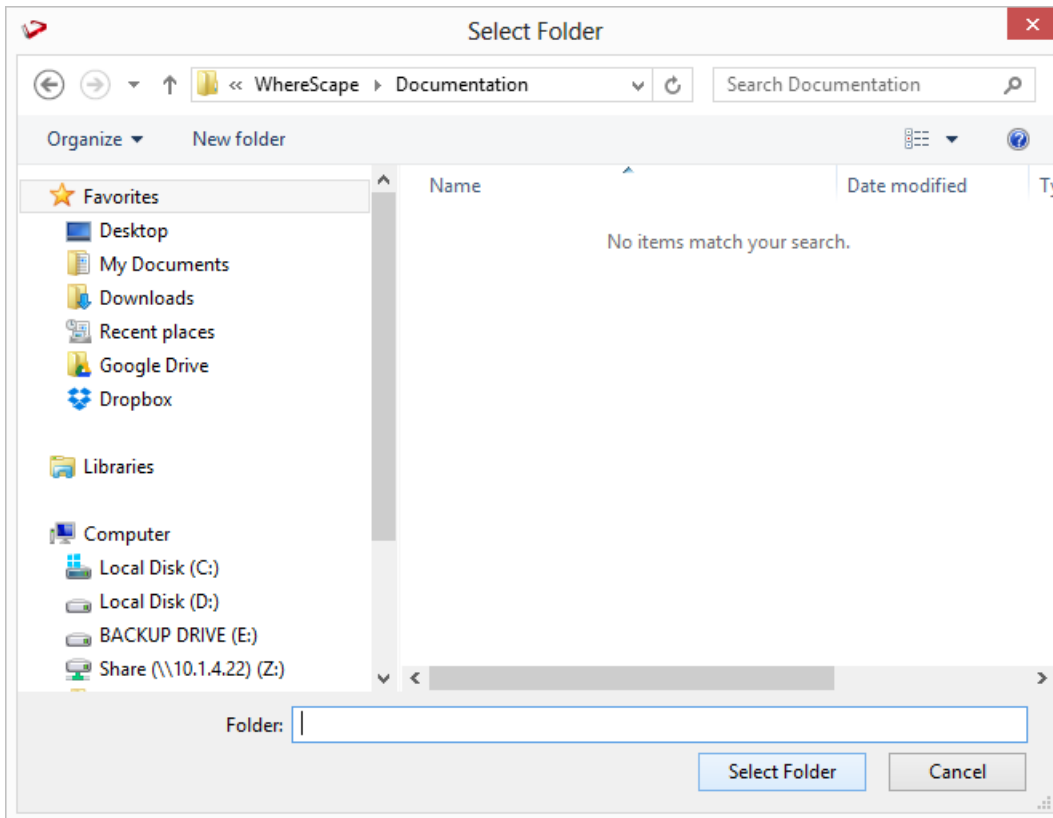 Select Folder
« WhereScape Documentation
Search Documentation
Organize
New folder
Name
Date modified
Ty
No items match your search.
Favorites
Desktop
My Documents
Downloads
Recent places
Google Drive
Dropbox
Libraries
Computer
Local Disk (C:)
Local Disk (D:)
BACKUP DRIVE (E:)
Share (\\10.1.4.22) (Z:)
Folder:
Select Folder
Cancel